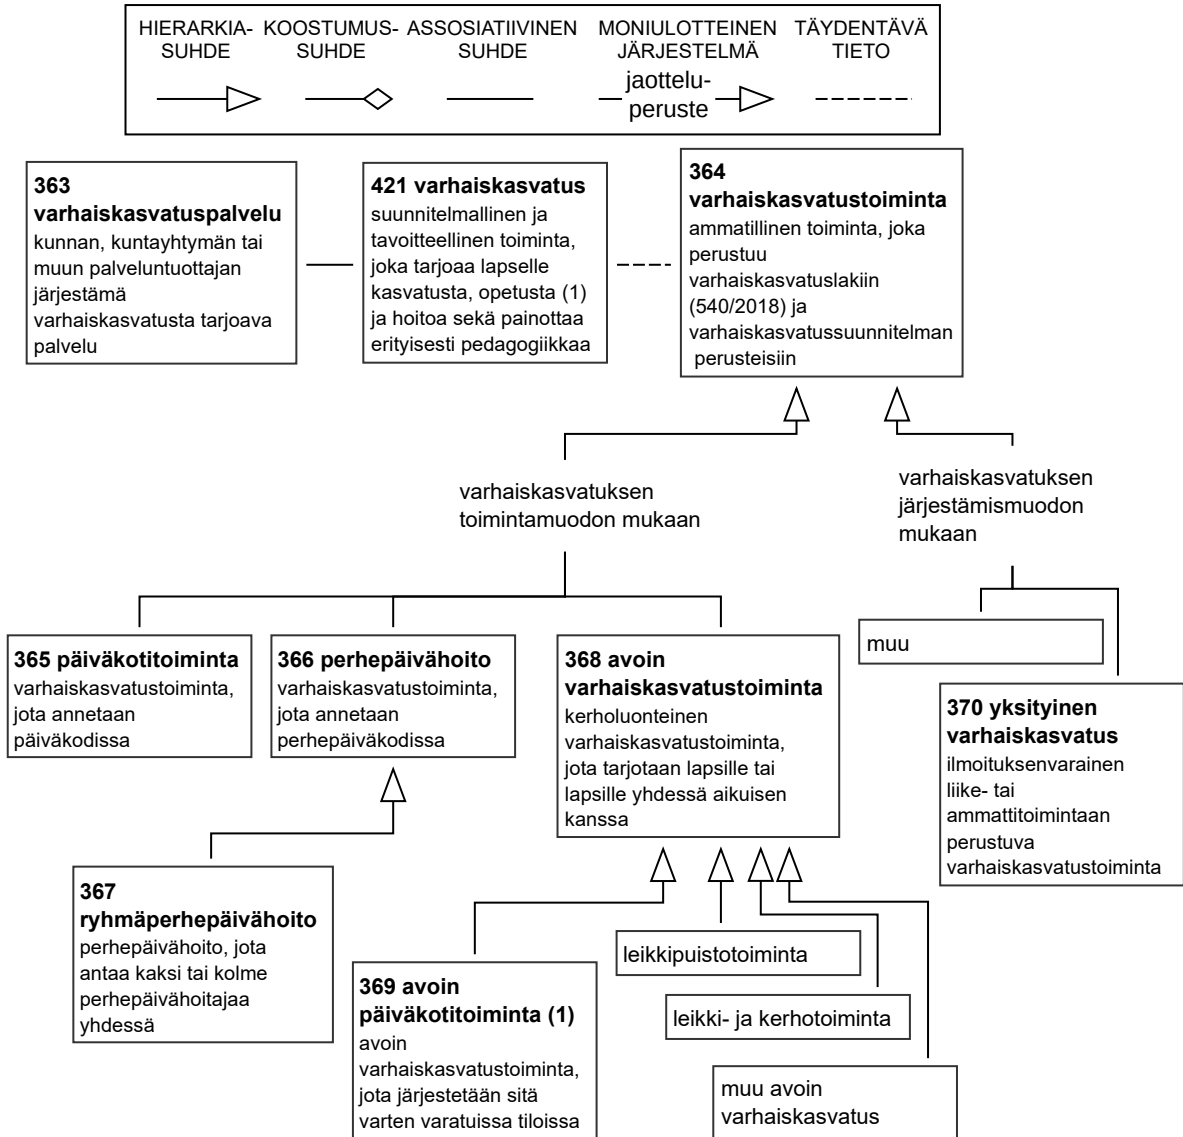 HIERARKIA-
SUHDE
KOOSTUMUS-
SUHDE
ASSOSIATIIVINEN
SUHDE
MONIULOTTEINEN
JÄRJESTELMÄ
jaottelu-
peruste
TÄYDENTÄVÄ
TIETO
363
varhaiskasvatuspalvelu
kunnan, kuntayhtymän tai
muun palveluntuottajan
järjestämä
varhaiskasvatusta tarjoava
palvelu
421 varhaiskasvatus
suunnitelmallinen ja
tavoitteellinen toiminta,
joka tarjoaa lapselle
kasvatusta, opetusta (1)
ja hoitoa sekä painottaa
erityisesti pedagogiikkaa
364
varhaiskasvatustoiminta
ammatillinen toiminta, joka
perustuu
varhaiskasvatuslakiin
(540/2018) ja
varhaiskasvatussuunnitelman
perusteisiin
varhaiskasvatuksen
toimintamuodon mukaan
varhaiskasvatuksen
järjestämismuodon
mukaan
365 päiväkotitoiminta
varhaiskasvatustoiminta,
jota annetaan
päiväkodissa
366 perhepäivähoito
varhaiskasvatustoiminta,
jota annetaan
perhepäiväkodissa
368 avoin
varhaiskasvatustoiminta
kerholuonteinen
varhaiskasvatustoiminta,
jota tarjotaan lapsille tai
lapsille yhdessä aikuisen
kanssa
muu
370 yksityinen
varhaiskasvatus
ilmoituksenvarainen
liike- tai
ammattitoimintaan
perustuva
varhaiskasvatustoiminta
367
ryhmäperhepäivähoito
perhepäivähoito, jota
antaa kaksi tai kolme
perhepäivähoitajaa
yhdessä
369 avoin
päiväkotitoiminta (1)
avoin
varhaiskasvatustoiminta,
jota järjestetään sitä
varten varatuissa tiloissa
leikkipuistotoiminta
leikki- ja kerhotoiminta
muu avoin
varhaiskasvatus